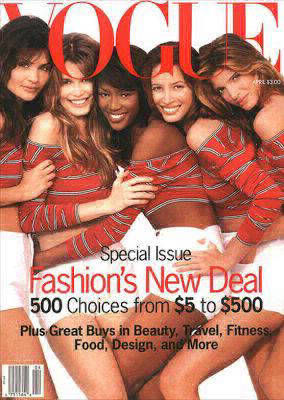 VOGUE
APRIL $3.00
Special Issue
Fashion's New Deal
500 Choices from $5 to $500
Plus Great Buys in Beauty, Travel, Fitness,
Food, Design, and More